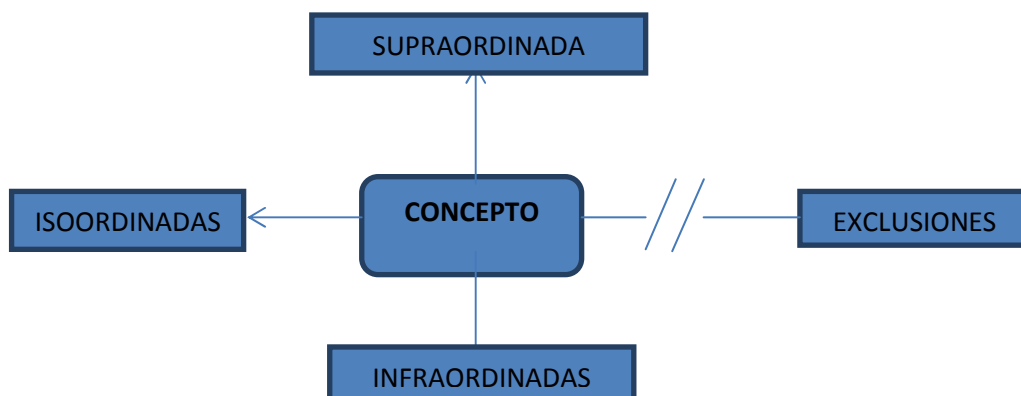 SUPRAORDINADA
ISOORDINADAS
CONCEPTO
EXCLUSIONES
INFRAORDINADAS